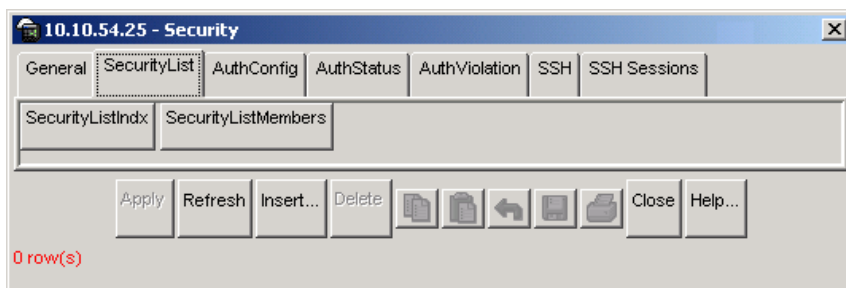 10.10.54.25 - Security
General SecurityList AuthConfig AuthStatus AuthViolation SSH SSH Sessions
SecurityListIndx SecurityListMembers
Apply Refresh Insert... Delete Close Help...
0 row(s)